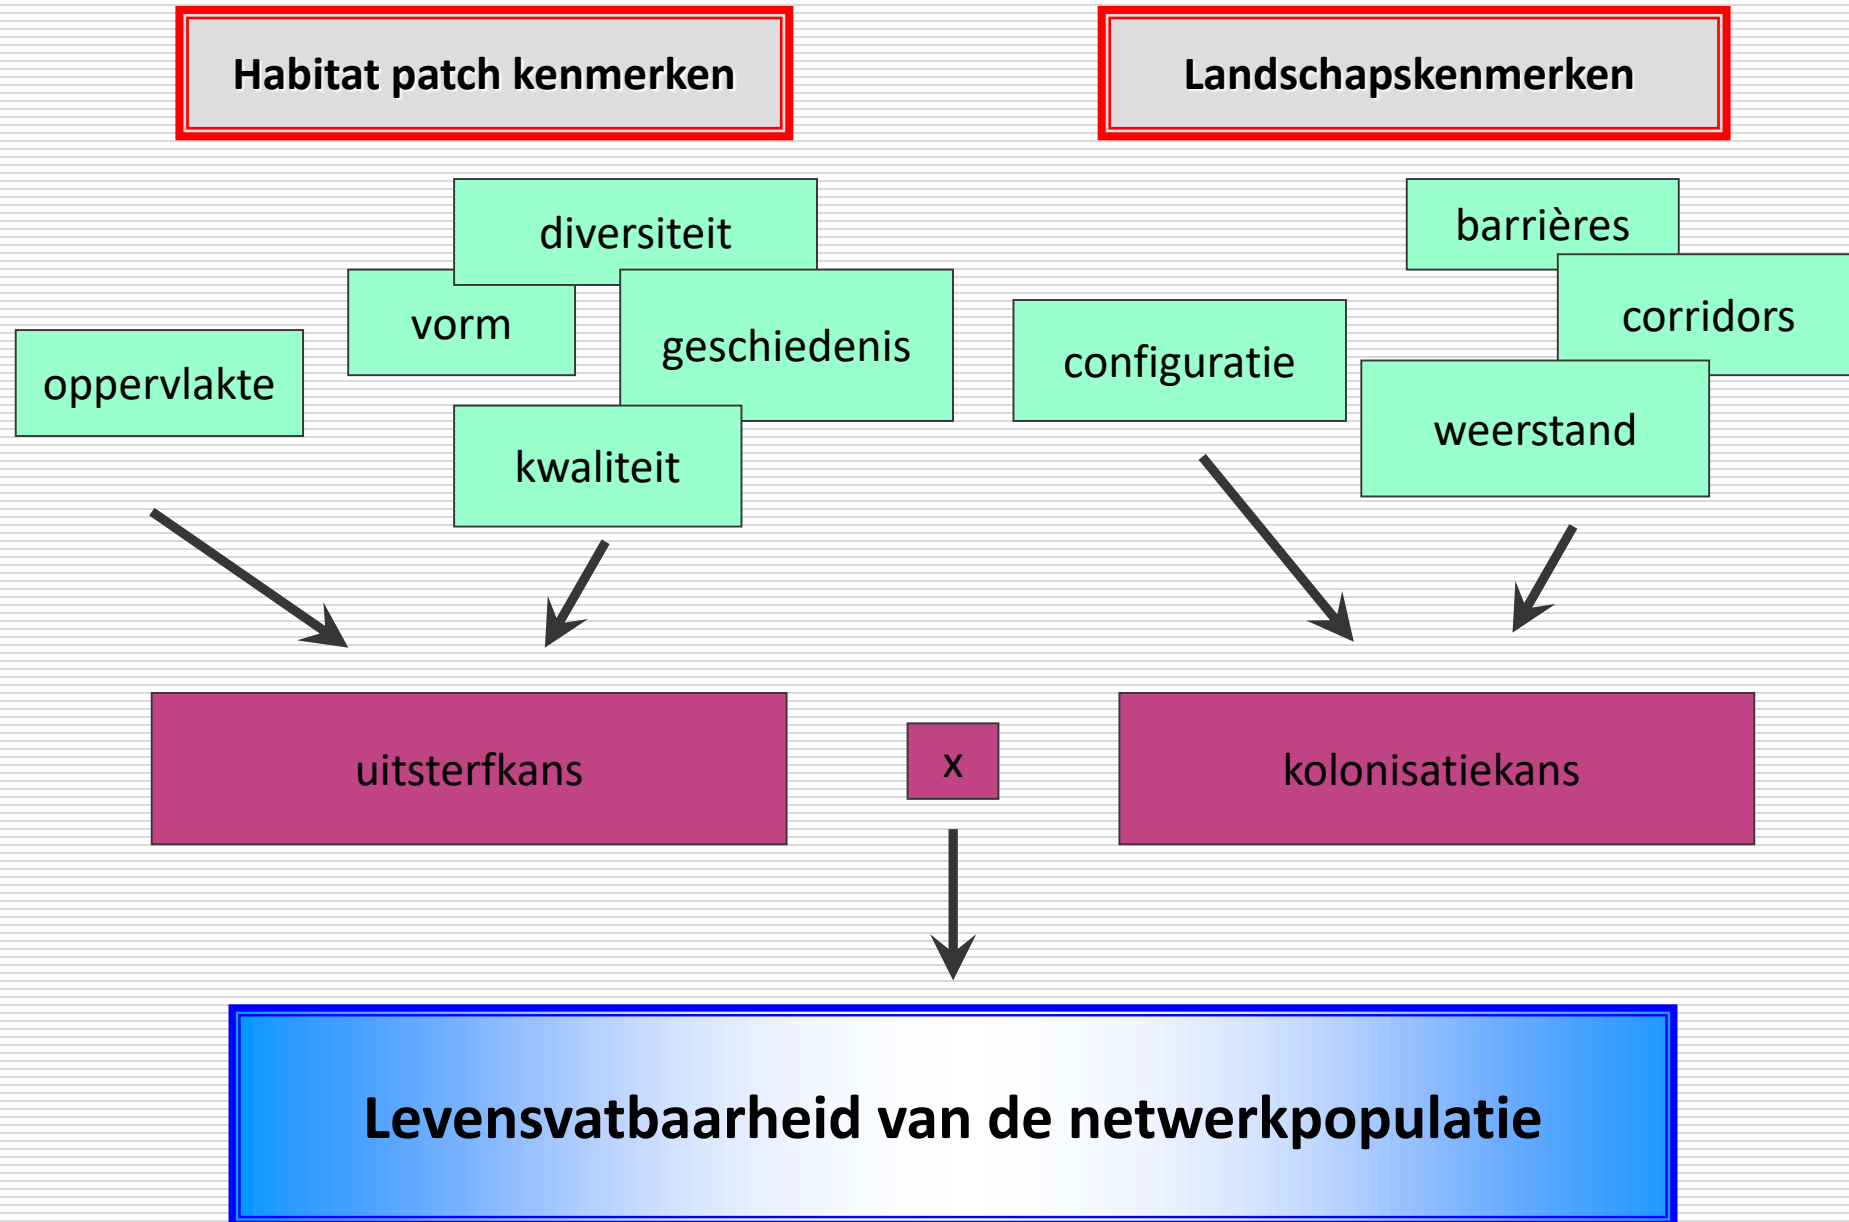 Habitat patch kenmerken
Landschapskenmerken
diversiteit
vorm
geschiedenis
oppervlakte
kwaliteit
barrières
corridors
configuratie
weerstand
uitsterfkans
x
kolonisatiekans
Levensvatbaarheid van de netwerkpopulatie